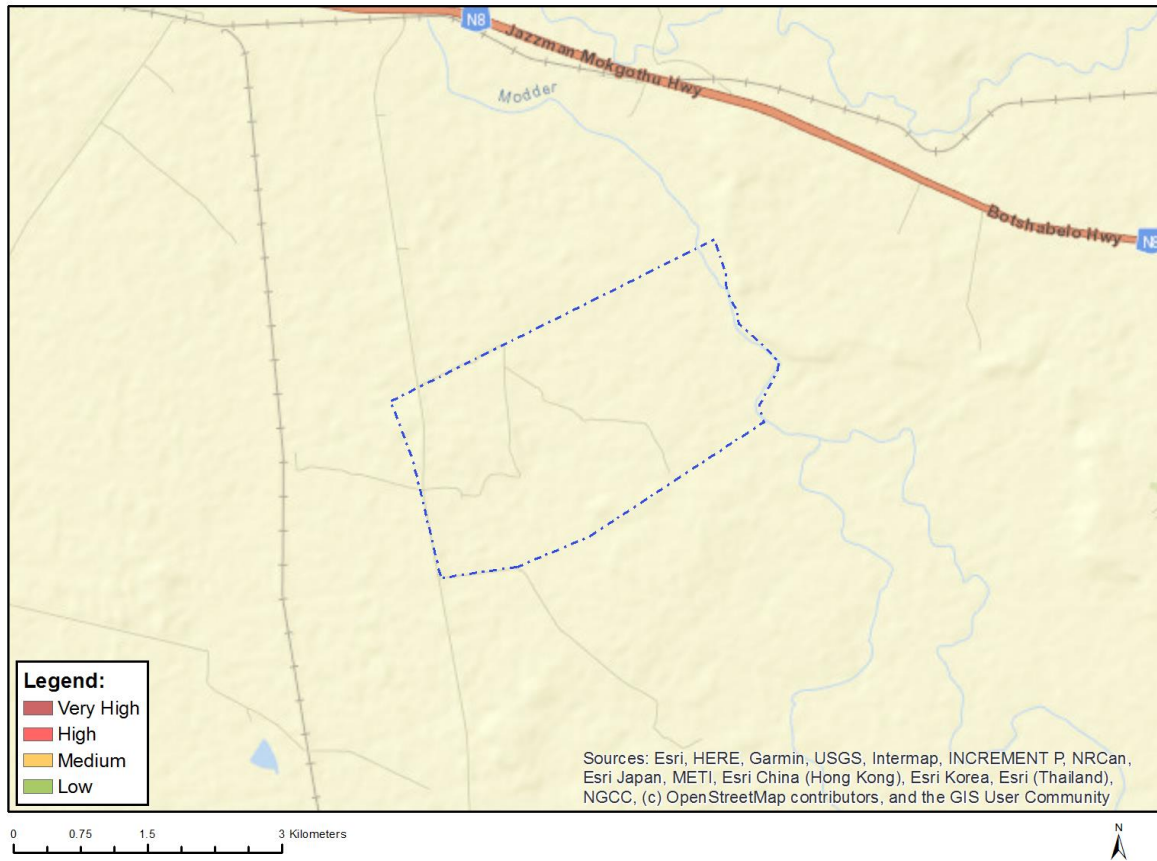 N8
Jazzman Mokgothu Hwy
Modder
Botshabelo Hwy
N8
Legend:
Very High
High
Medium
Low
Sources: Esri, HERE, Garmin, USGS, Intermap, INCREMENT P, NRCan,
Esri Japan, METI, Esri China (Hong Kong), Esri Korea, Esri (Thailand),
NGCC, (c) OpenStreetMap contributors, and the GIS User Community
0 0.75 1.5 3 Kilometers
N